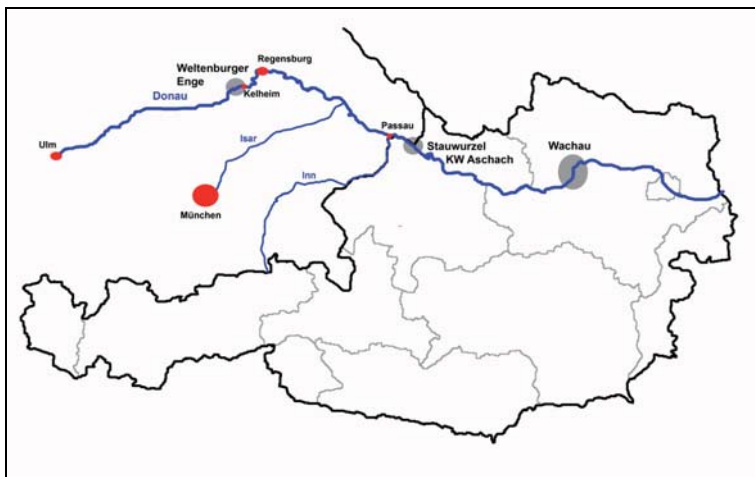 Regensburg
Weltenburger
Enge
Kelheim
Donau
Passau
Ulm
Isar
Stauwurzel
KW Aschach
Wachau
Inn
München